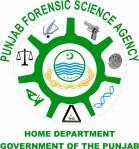 PUNJAB FORENSIC SCIENCE AGENCY
HOME DEPARTMENT
GOVERNMENT OF THE PUNJAB